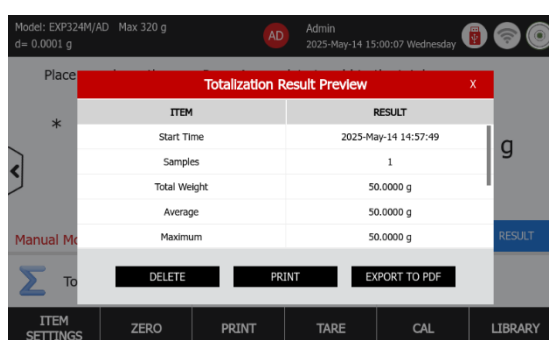 Model: EXP324M/AD Max 320 g
d= 0.0001 g
AD
Admin
2025-May-14 15:00:07 Wednesday
Place
Totalization Result Preview
X
ITEM RESULT
Start Time 2025-May-14 14:57:49
Samples 1
Total Weight 50.0000 g
Average 50.0000 g
Maximum 50.0000 g
*
g
Manual Mo
RESULT
To
DELETE PRINT EXPORT TO PDF
ITEM SETTINGS ZERO PRINT TARE CAL LIBRARY